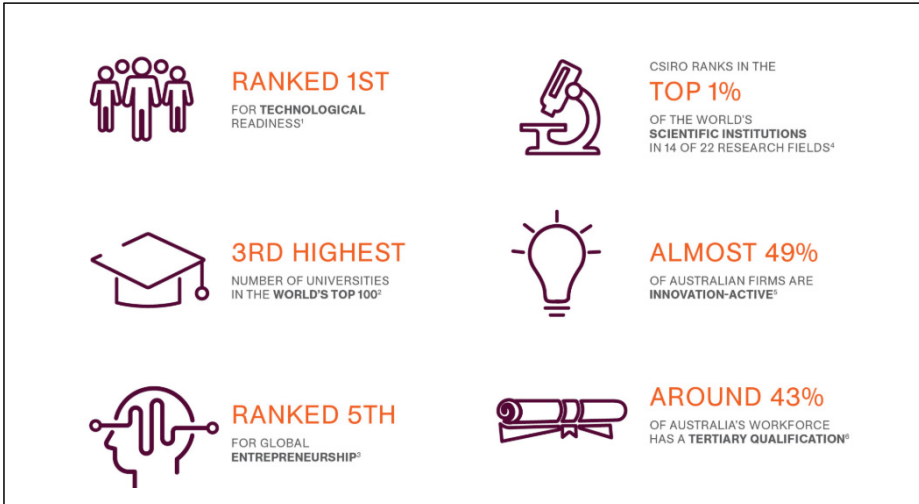 RANKED 1ST
FOR TECHNOLOGICAL
READINESS¹
CSIRO RANKS IN THE
TOP 1%
OF THE WORLD'S
SCIENTIFIC INSTITUTIONS
IN 14 OF 22 RESEARCH FIELDS⁴
3RD HIGHEST
NUMBER OF UNIVERSITIES
IN THE WORLD'S TOP 100²
ALMOST 49%
OF AUSTRALIAN FIRMS ARE
INNOVATION-ACTIVE⁵
RANKED 5TH
FOR GLOBAL
ENTREPRENEURSHIP³
AROUND 43%
OF AUSTRALIA'S WORKFORCE
HAS A TERTIARY QUALIFICATION⁶